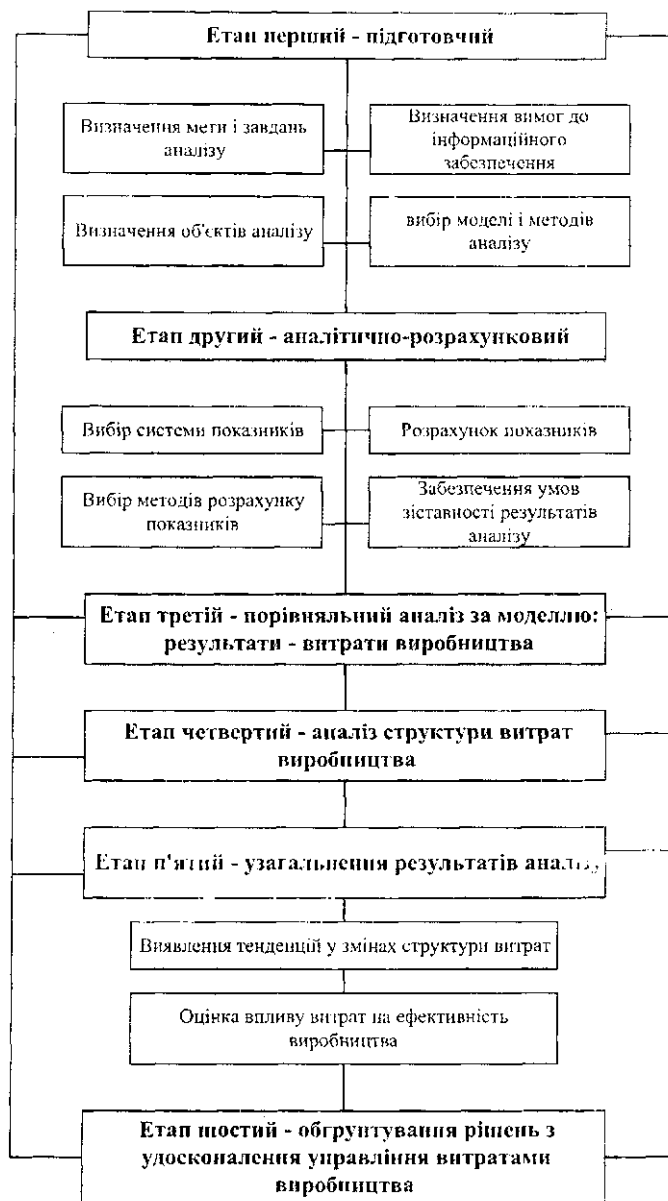 Етап перший - підготовчий
Визначення мети і завдань
аналізу
Визначення вимог до
інформаційного
забезпечення
Визначення об'єктів аналізу
вибір моделі і методів
аналізу
Етап другий - аналітично-розрахунковий
Вибір системи показників
Розрахунок показників
Вибір методів розрахунку
показників
Забезпечення умов
зіставності результатів
аналізу
Етап третій - порівняльний аналіз за моделлю:
результати - витрати виробництва
Етап четвертий - аналіз структури витрат
виробництва
Етап п'ятий - узагальнення результатів аналізу
Виявлення тенденцій у змінах структури витрат
Оцінка впливу витрат на ефективність
виробництва
Етап шостий - обгрунтування рішень з
удосконалення управління витратами
виробництва